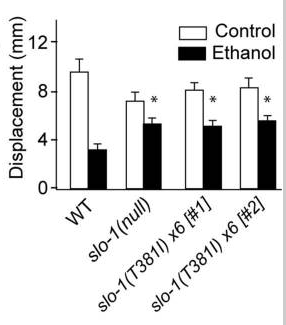 Displacement (mm)
12
8
4
0
Control
Ethanol
*
*
*
WT
slo-1(null)
slo-1(T381I) x6 [#1]
slo-1(T381I) x6 [#2]